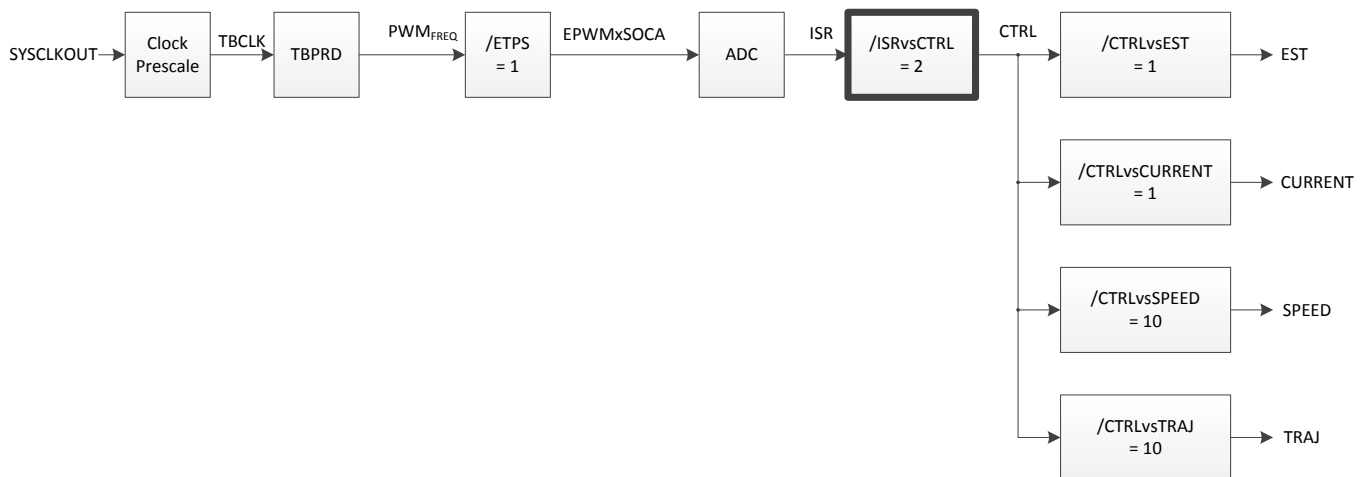 SYSCLKOUT
Clock
Prescale
TBCLK
TBPRD
PWMFREQ
/ETPS
= 1
EPWMxSOCA
ADC
ISR
/ISRvsCTRL
= 2
CTRL
/CTRLvsEST
= 1
EST
/CTRLvsCURRENT
= 1
CURRENT
/CTRLvsSPEED
= 10
SPEED
/CTRLvsTRAJ
= 10
TRAJ